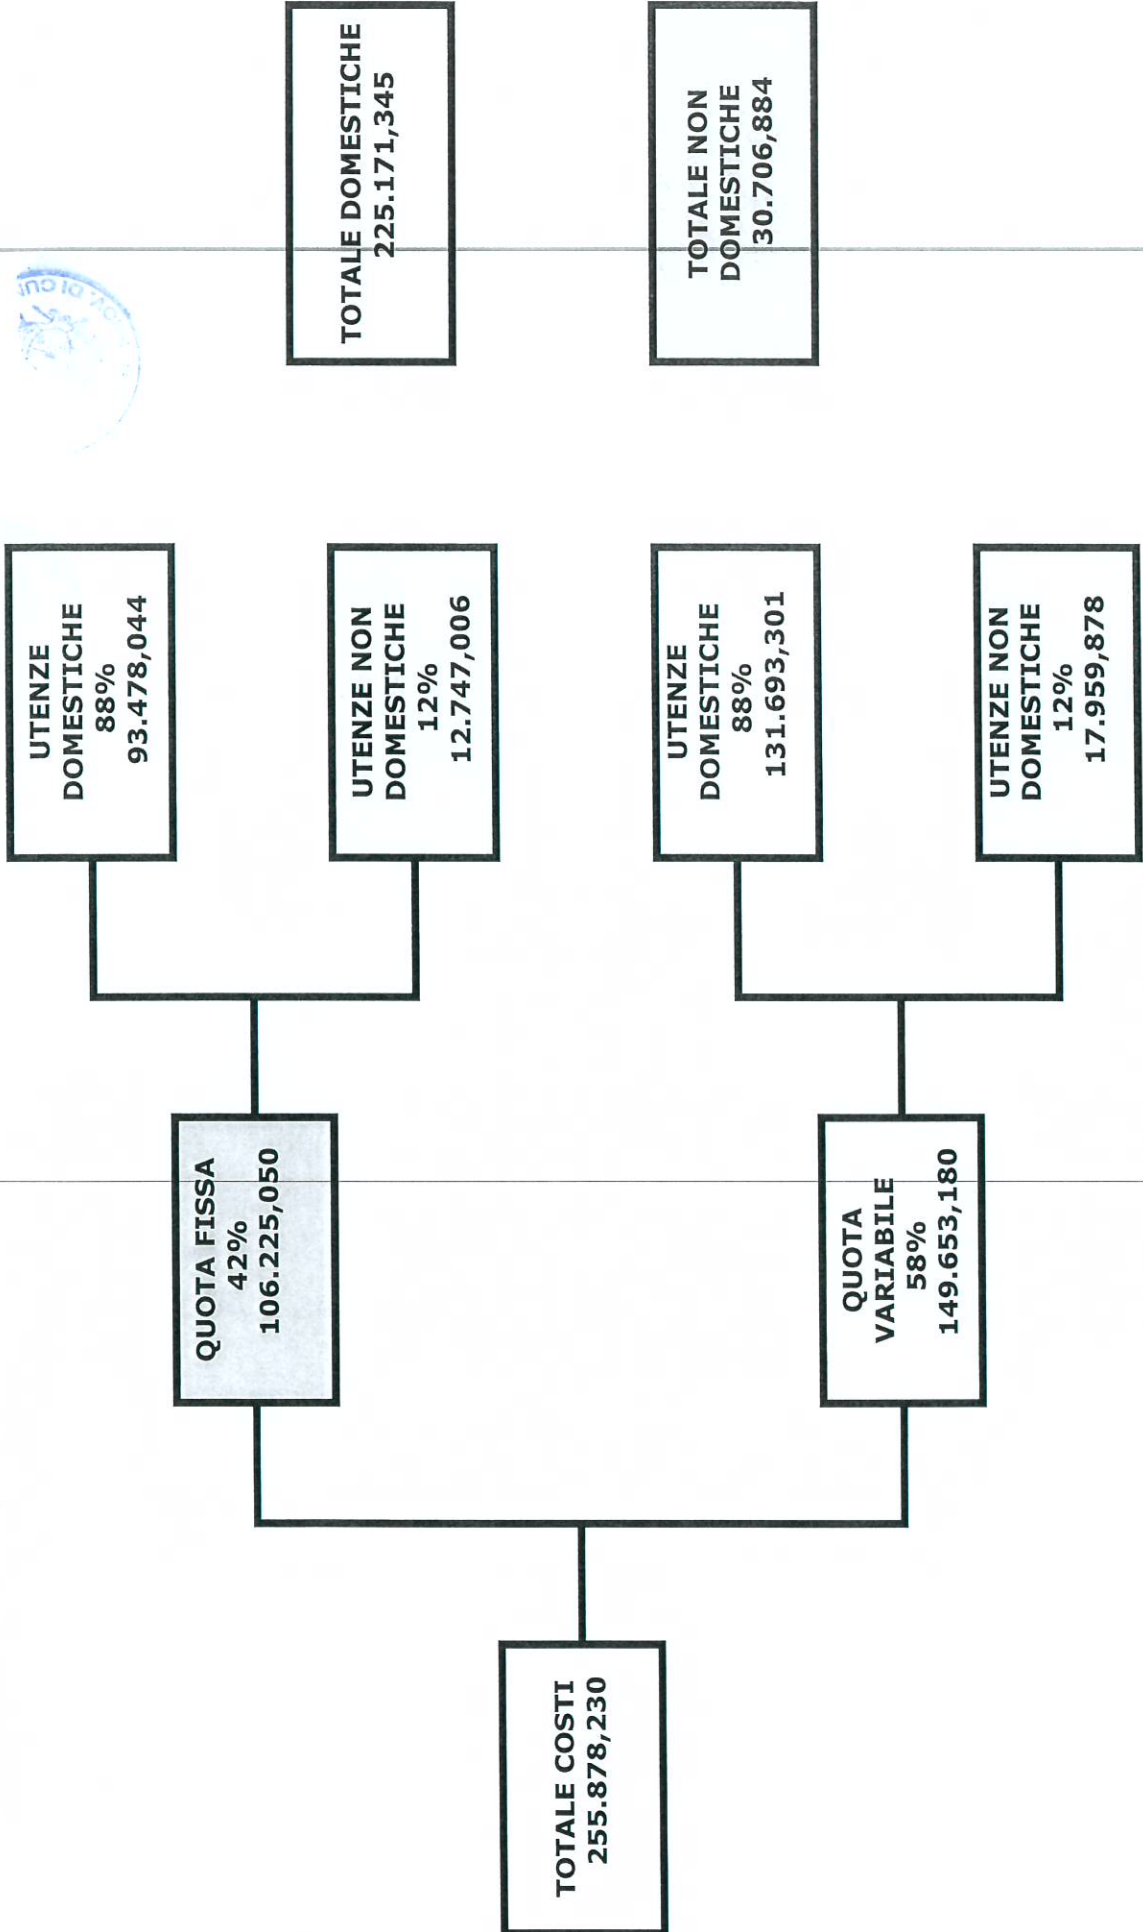 TOTALE COSTI
255.878,230
QUOTA FISSA
42%
106.225,050
QUOTA
VARIABILE
58%
149.653,180
UTENZE
DOMESTICHE
88%
93.478,044
UTENZE NON
DOMESTICHE
12%
12.747,006
UTENZE
DOMESTICHE
88%
131.693,301
UTENZE NON
DOMESTICHE
12%
17.959,878
TOTALE DOMESTICHE
225.171,345
TOTALE NON
DOMESTICHE
30.706,884